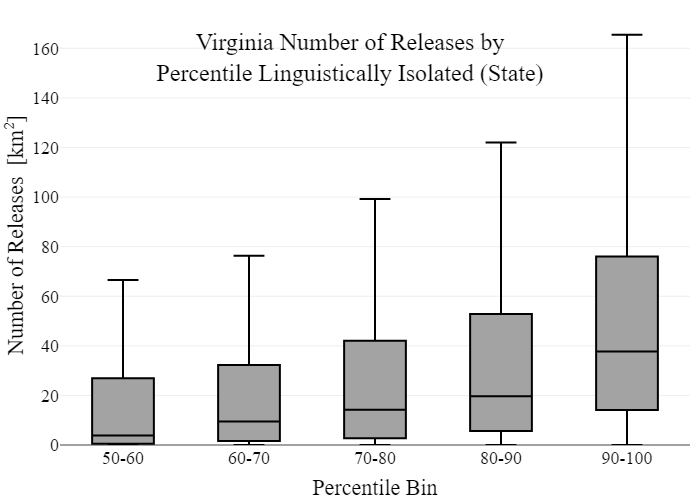 Virginia Number of Releases by
Percentile Linguistically Isolated (State)
Number of Releases [km²]
160
140
120
100
80
60
40
20
0
50-60 60-70 70-80 80-90 90-100
Percentile Bin